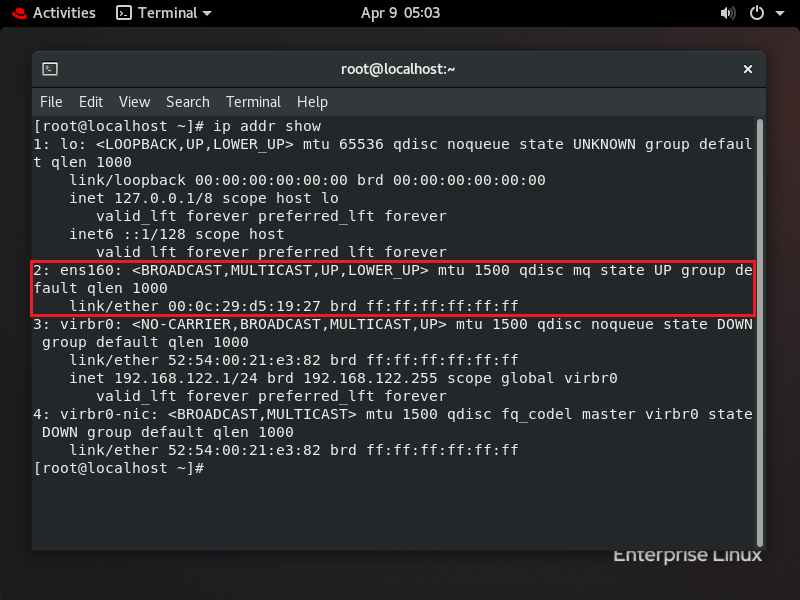 Activities Terminal Apr 9 05:03
root@localhost:~
File Edit View Search Terminal Help
[root@localhost ~]# ip addr show
1: lo: <LOOPBACK,UP,LOWER_UP> mtu 65536 qdisc noqueue state UNKNOWN group defaul
t qlen 1000
    link/loopback 00:00:00:00:00:00 brd 00:00:00:00:00:00
    inet 127.0.0.1/8 scope host lo
       valid_lft forever preferred_lft forever
    inet6 ::1/128 scope host
       valid_lft forever preferred_lft forever
2: ens160: <BROADCAST,MULTICAST,UP,LOWER_UP> mtu 1500 qdisc mq state UP group de
fault qlen 1000
    link/ether 00:0c:29:d5:19:27 brd ff:ff:ff:ff:ff:ff
3: virbr0: <NO-CARRIER,BROADCAST,MULTICAST,UP> mtu 1500 qdisc noqueue state DOWN
 group default qlen 1000
    link/ether 52:54:00:21:e3:82 brd ff:ff:ff:ff:ff:ff
    inet 192.168.122.1/24 brd 192.168.122.255 scope global virbr0
       valid_lft forever preferred_lft forever
4: virbr0-nic: <BROADCAST,MULTICAST> mtu 1500 qdisc fq_codel master virbr0 state
 DOWN group default qlen 1000
    link/ether 52:54:00:21:e3:82 brd ff:ff:ff:ff:ff:ff
[root@localhost ~]#
Enterprise Linux